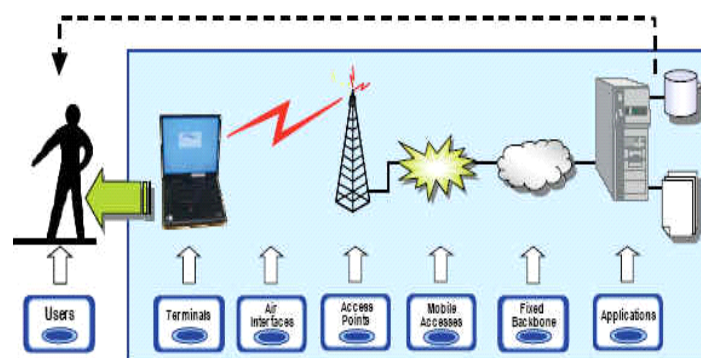 Users
Terminals
Air
Interfaces
Access
Points
Mobile
Accesses
Fixed
Backbone
Applications